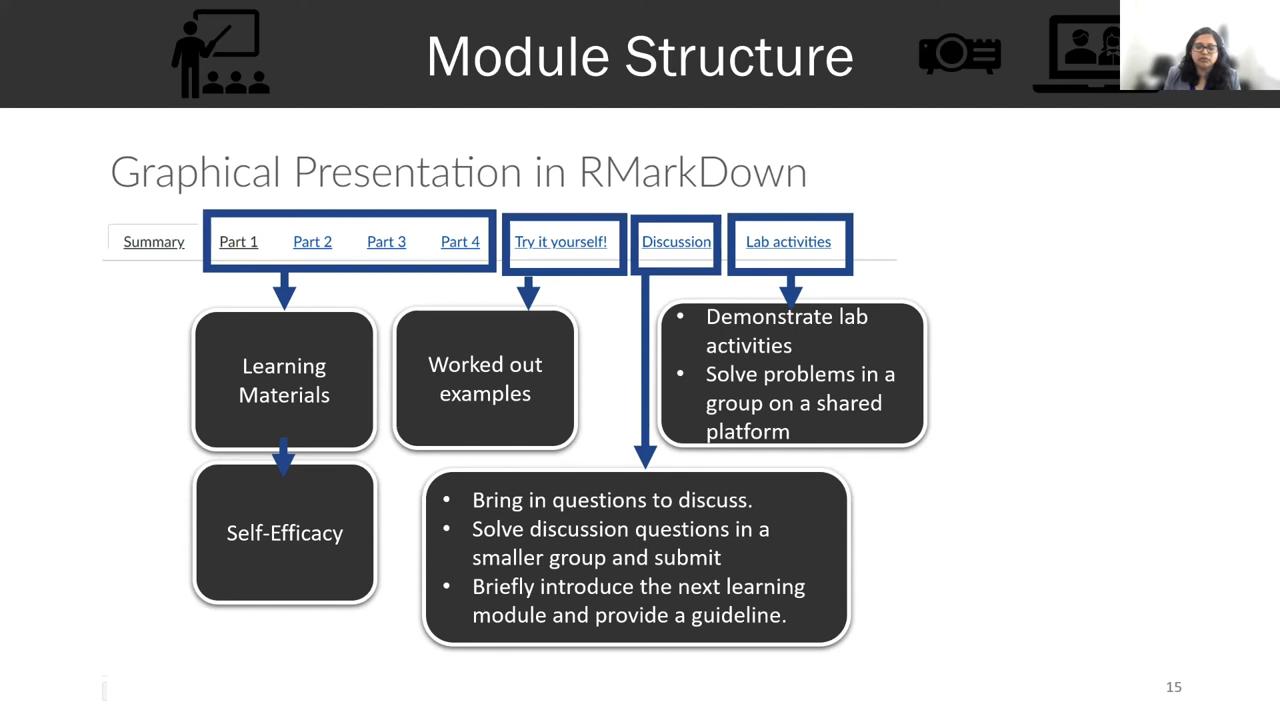 Module Structure
Graphical Presentation in RMarkDown
Summary Part 1 Part 2 Part 3 Part 4 Try it yourself! Discussion Lab activities
Learning
Materials
Worked out
examples
• Demonstrate lab
activities
• Solve problems in a
group on a shared
platform
Self-Efficacy
• Bring in questions to discuss.
• Solve discussion questions in a
smaller group and submit
• Briefly introduce the next learning
module and provide a guideline.
15